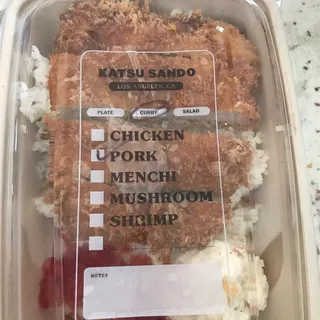 KATSU SANDO
LOS ANGELES, CA
PLATE CURRY SALAD
CHICKEN
PORK
MENCHI
MUSHROOM
SHRIMP
NOTES